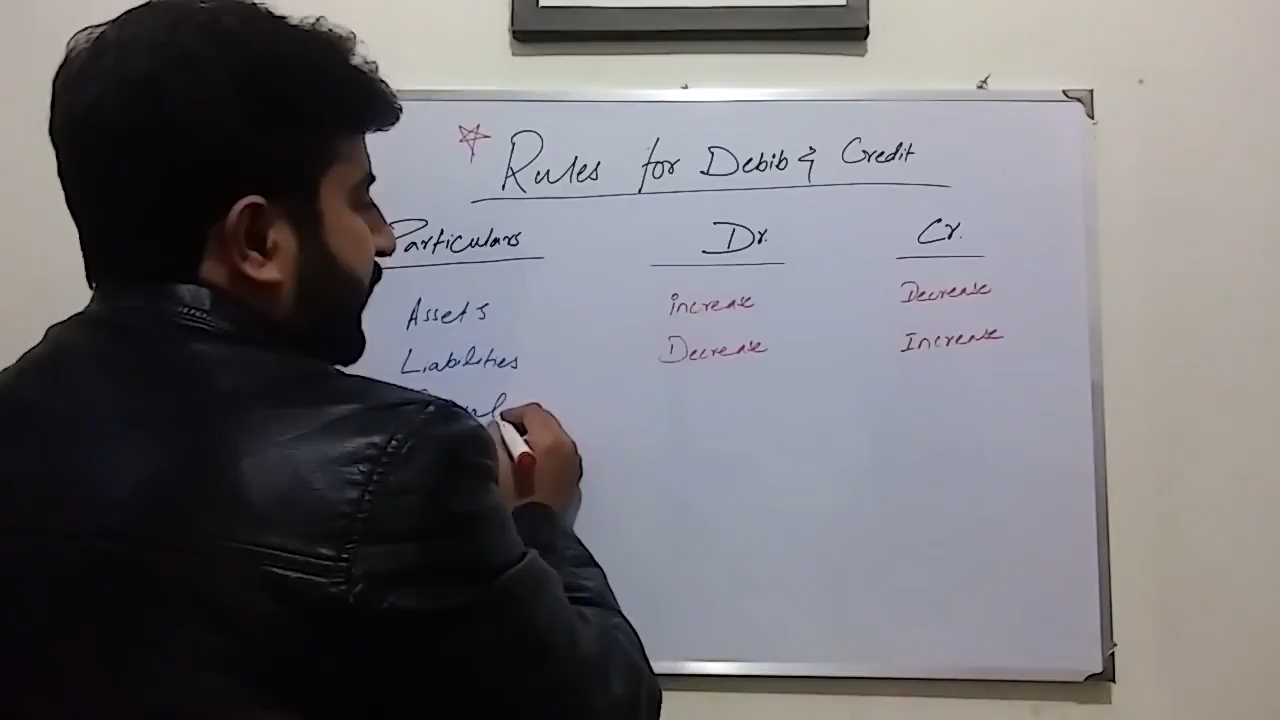 Rules for Debib & Credit
Particulars Dr. Cr.
Assets increase Decrease
Liabilities Decrease Increase